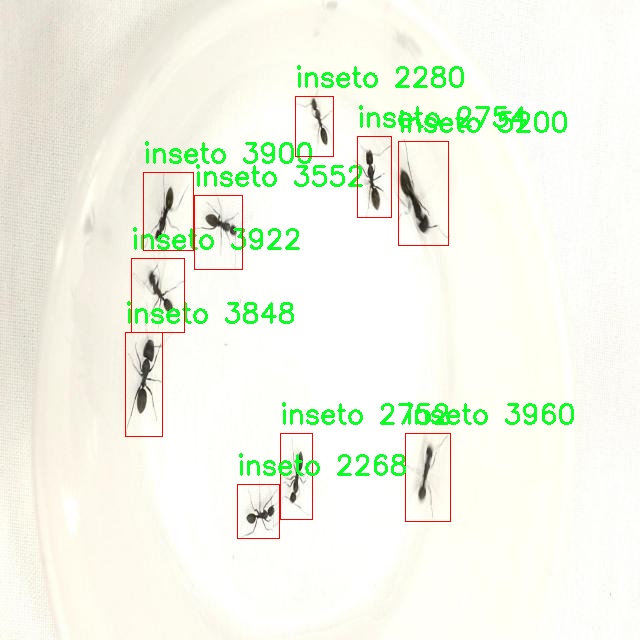 inseto 2280
inseto 2754
inseto 5200
inseto 3900
inseto 3552
inseto 3922
inseto 3848
inseto 2752
inseto 3960
inseto 2268